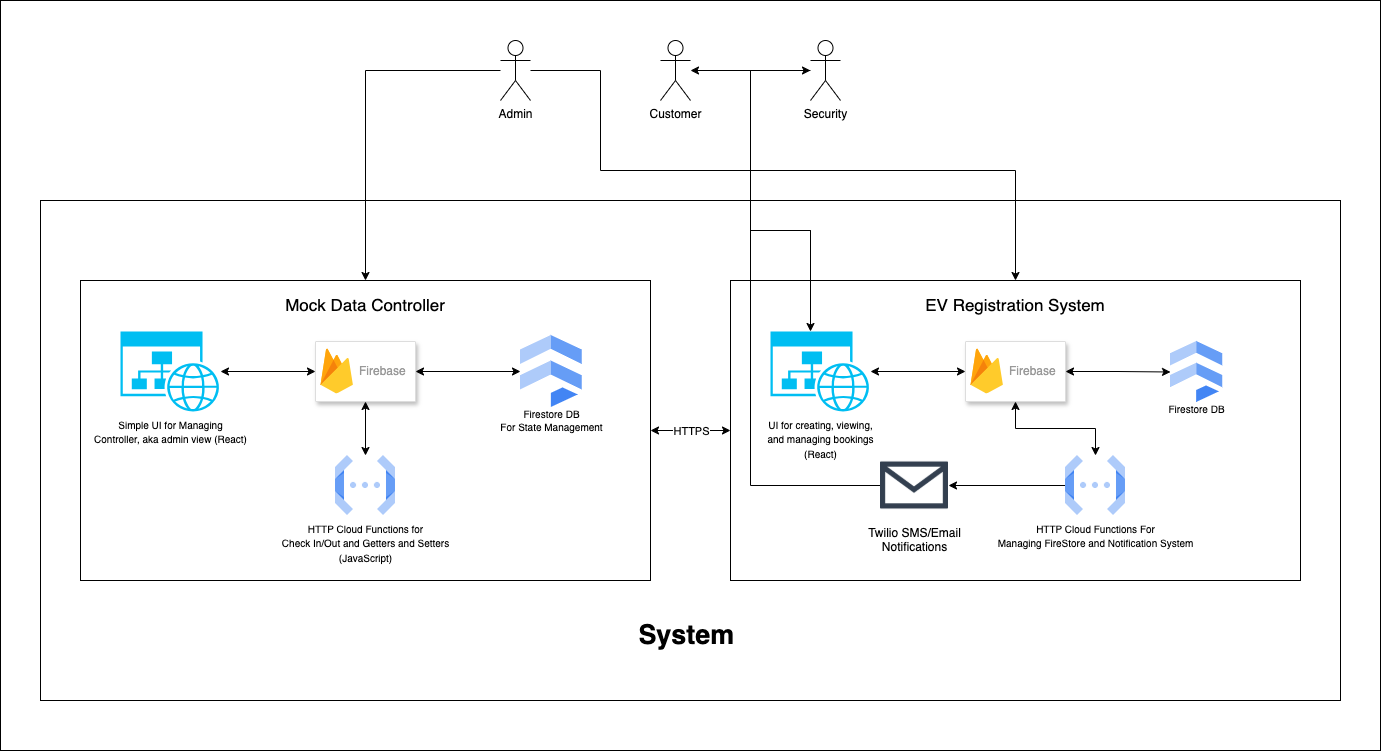 Admin
Customer
Security
Mock Data Controller
Firebase
Simple UI for Managing
Controller, aka admin view (React)
Firestore DB
For State Management
HTTP Cloud Functions for
Check In/Out and Getters and Setters
(JavaScript)
HTTPS
EV Registration System
Firebase
UI for creating, viewing,
and managing bookings
(React)
Firestore DB
Twilio SMS/Email
Notifications
HTTP Cloud Functions For
Managing FireStore and Notification System
System